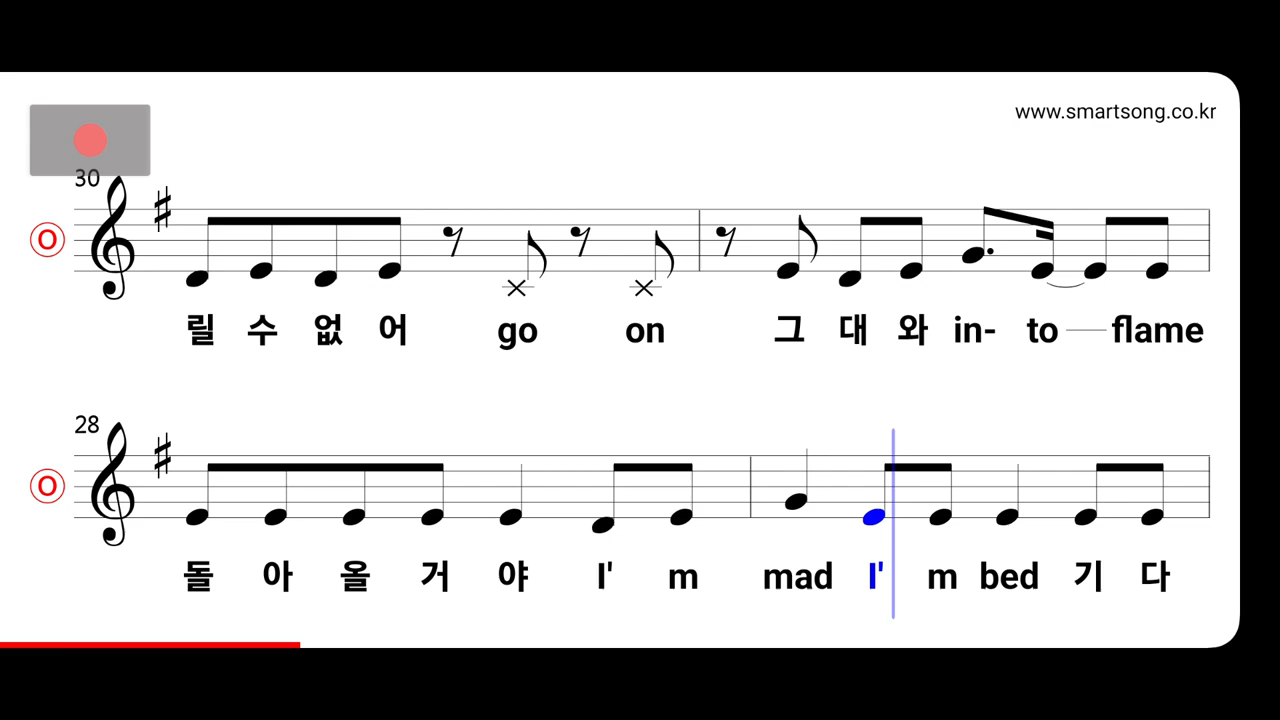 www.smartsong.co.kr
30
O
릴 수 없 어 go on 그 대 와 in- to flame
28
O
돌 아 올 거 야 I' m mad I' m bed 기 다